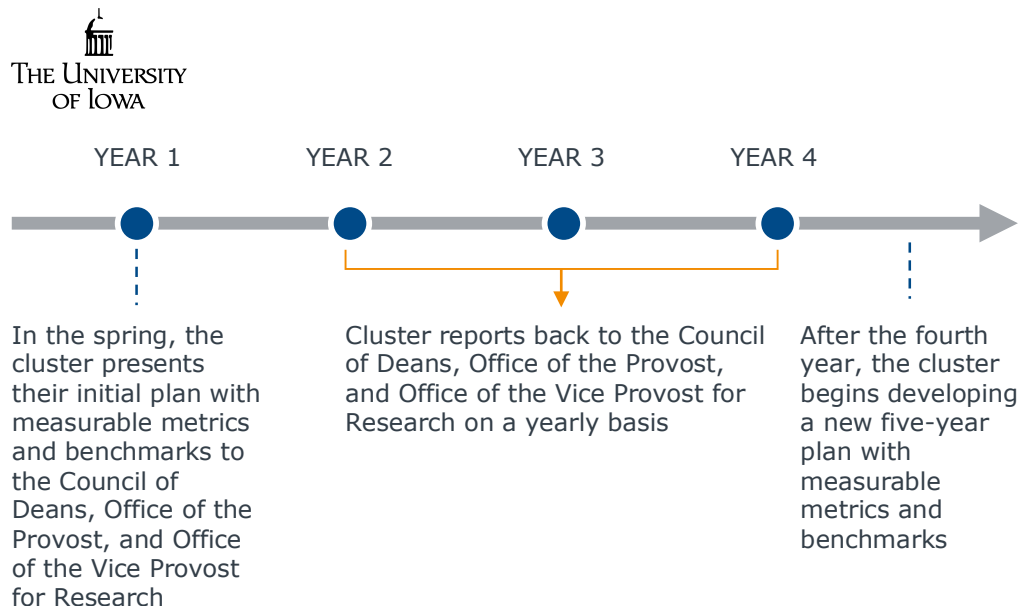 THE UNIVERSITY
OF IOWA
YEAR 1
YEAR 2
YEAR 3
YEAR 4
In the spring, the
cluster presents
their initial plan with
measurable metrics
and benchmarks to
the Council of
Deans, Office of the
Provost, and Office
of the Vice Provost
for Research
Cluster reports back to the Council
of Deans, Office of the Provost,
and Office of the Vice Provost for
Research on a yearly basis
After the fourth
year, the cluster
begins developing
a new five-year
plan with
measurable
metrics and
benchmarks